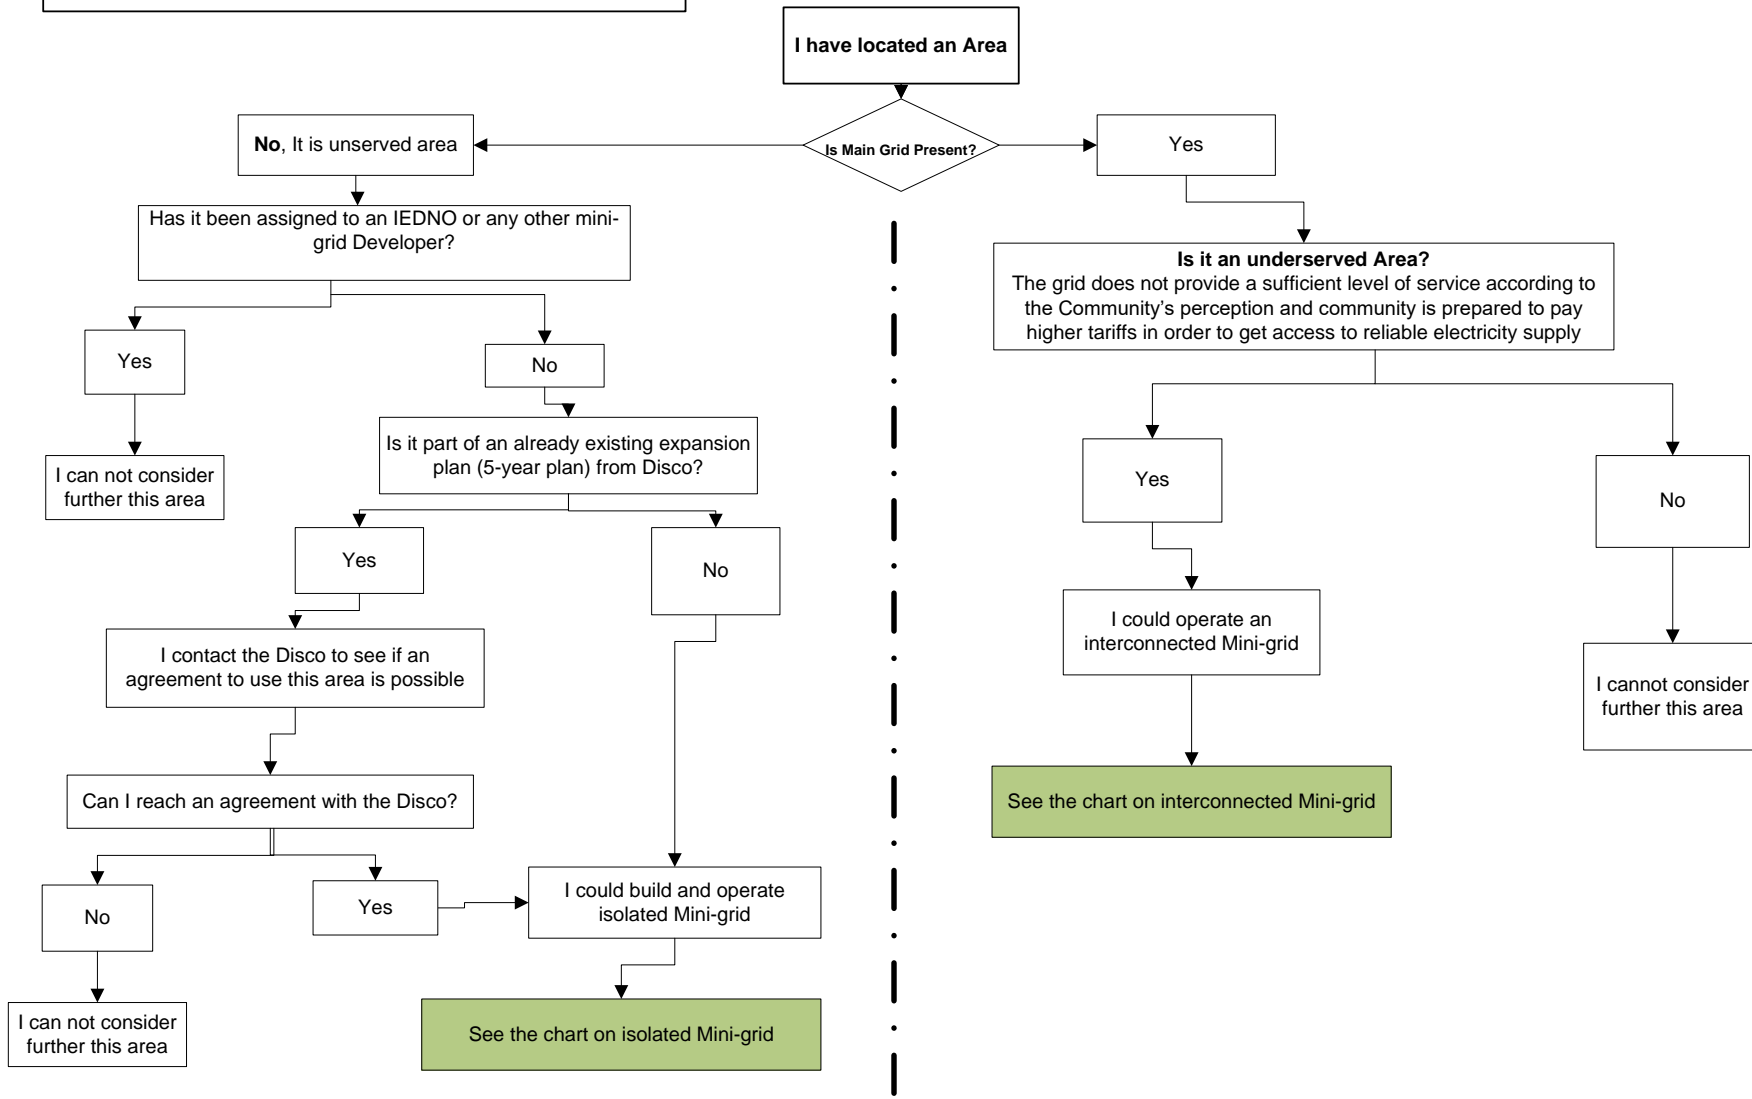 I have located an Area
Is Main Grid Present?
No, It is unserved area
Yes
Has it been assigned to an IEDNO or any other mini-
grid Developer?
Is it an underserved Area?
The grid does not provide a sufficient level of service according to
the Community’s perception and community is prepared to pay
higher tariffs in order to get access to reliable electricity supply
Yes
No
I can not consider
further this area
Is it part of an already existing expansion
plan (5-year plan) from Disco?
Yes
No
Yes
No
I contact the Disco to see if an
agreement to use this area is possible
I could operate an
interconnected Mini-grid
I cannot consider
further this area
Can I reach an agreement with the Disco?
See the chart on interconnected Mini-grid
No
Yes
I could build and operate
isolated Mini-grid
I can not consider
further this area
See the chart on isolated Mini-grid